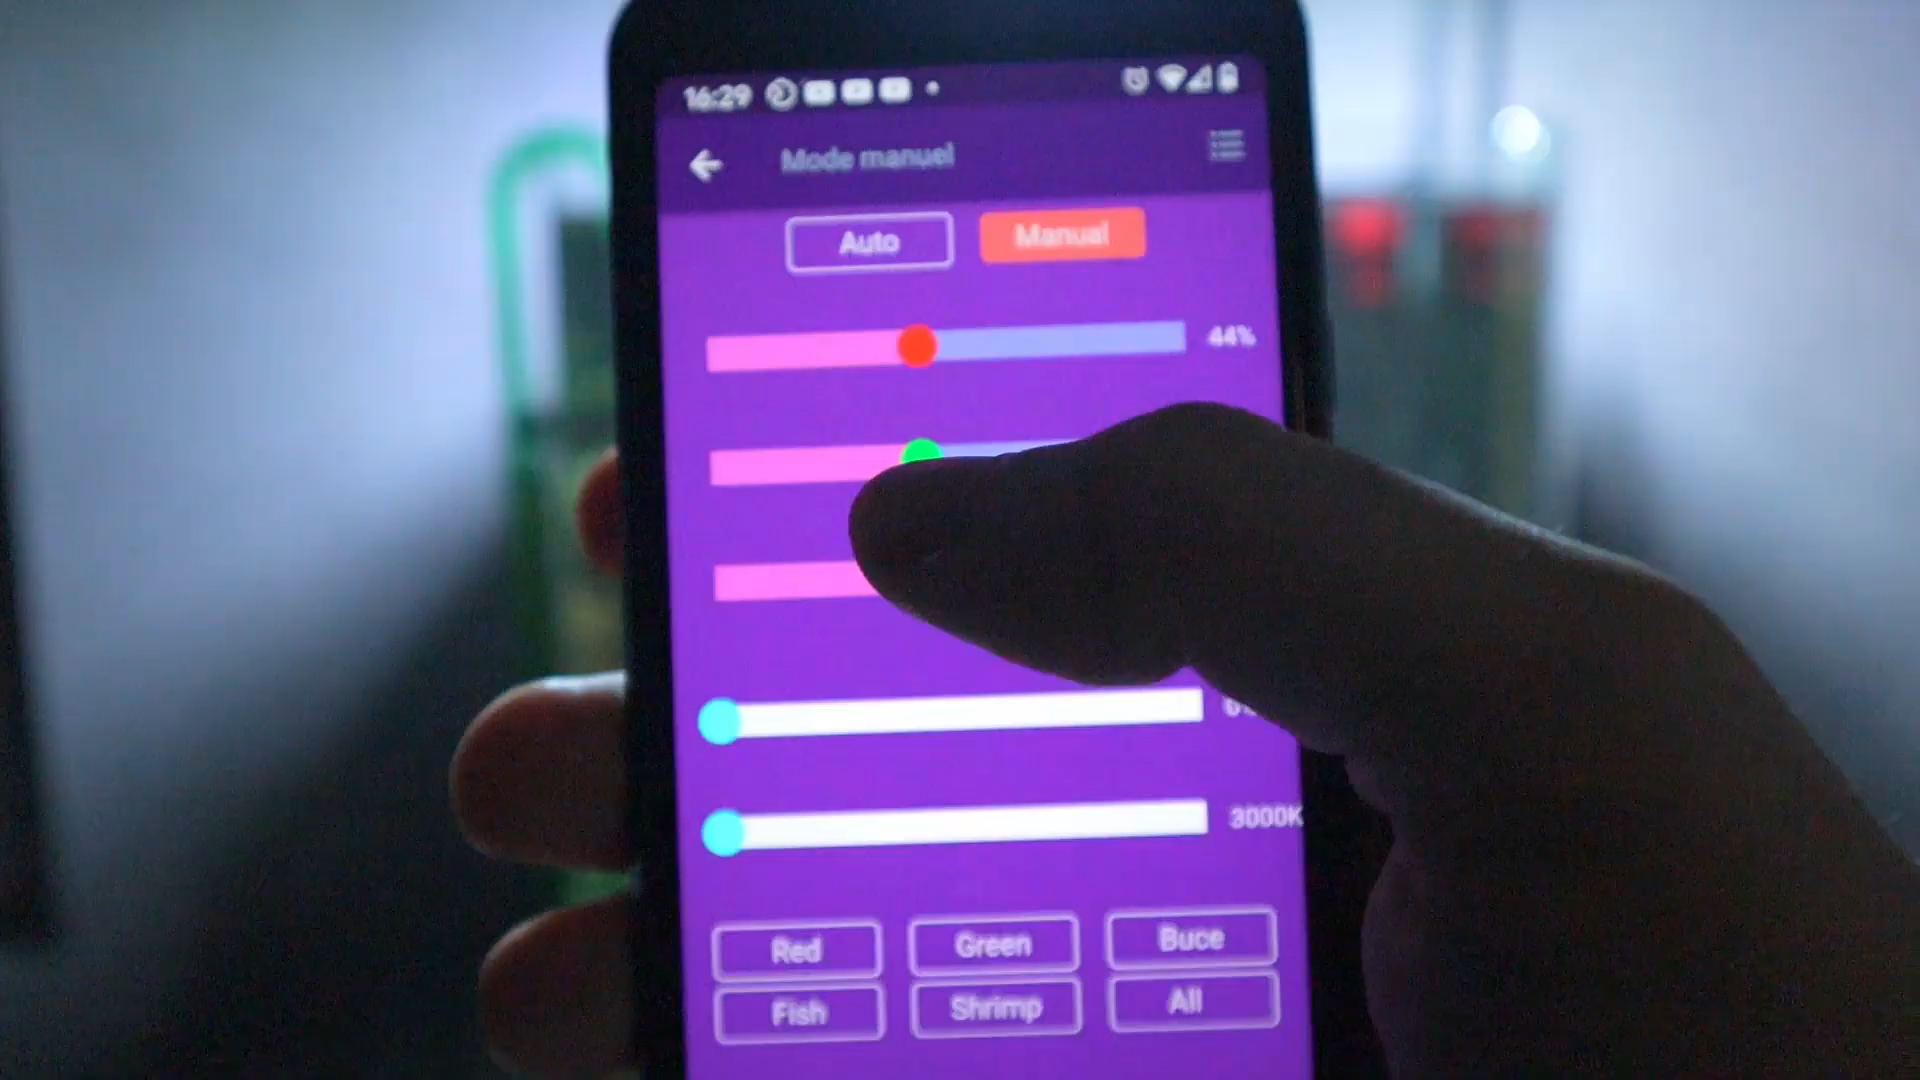 16:29
Mode manuel
Auto Manual
44%
3000K
Red Green Buce
Fish Shrimp All